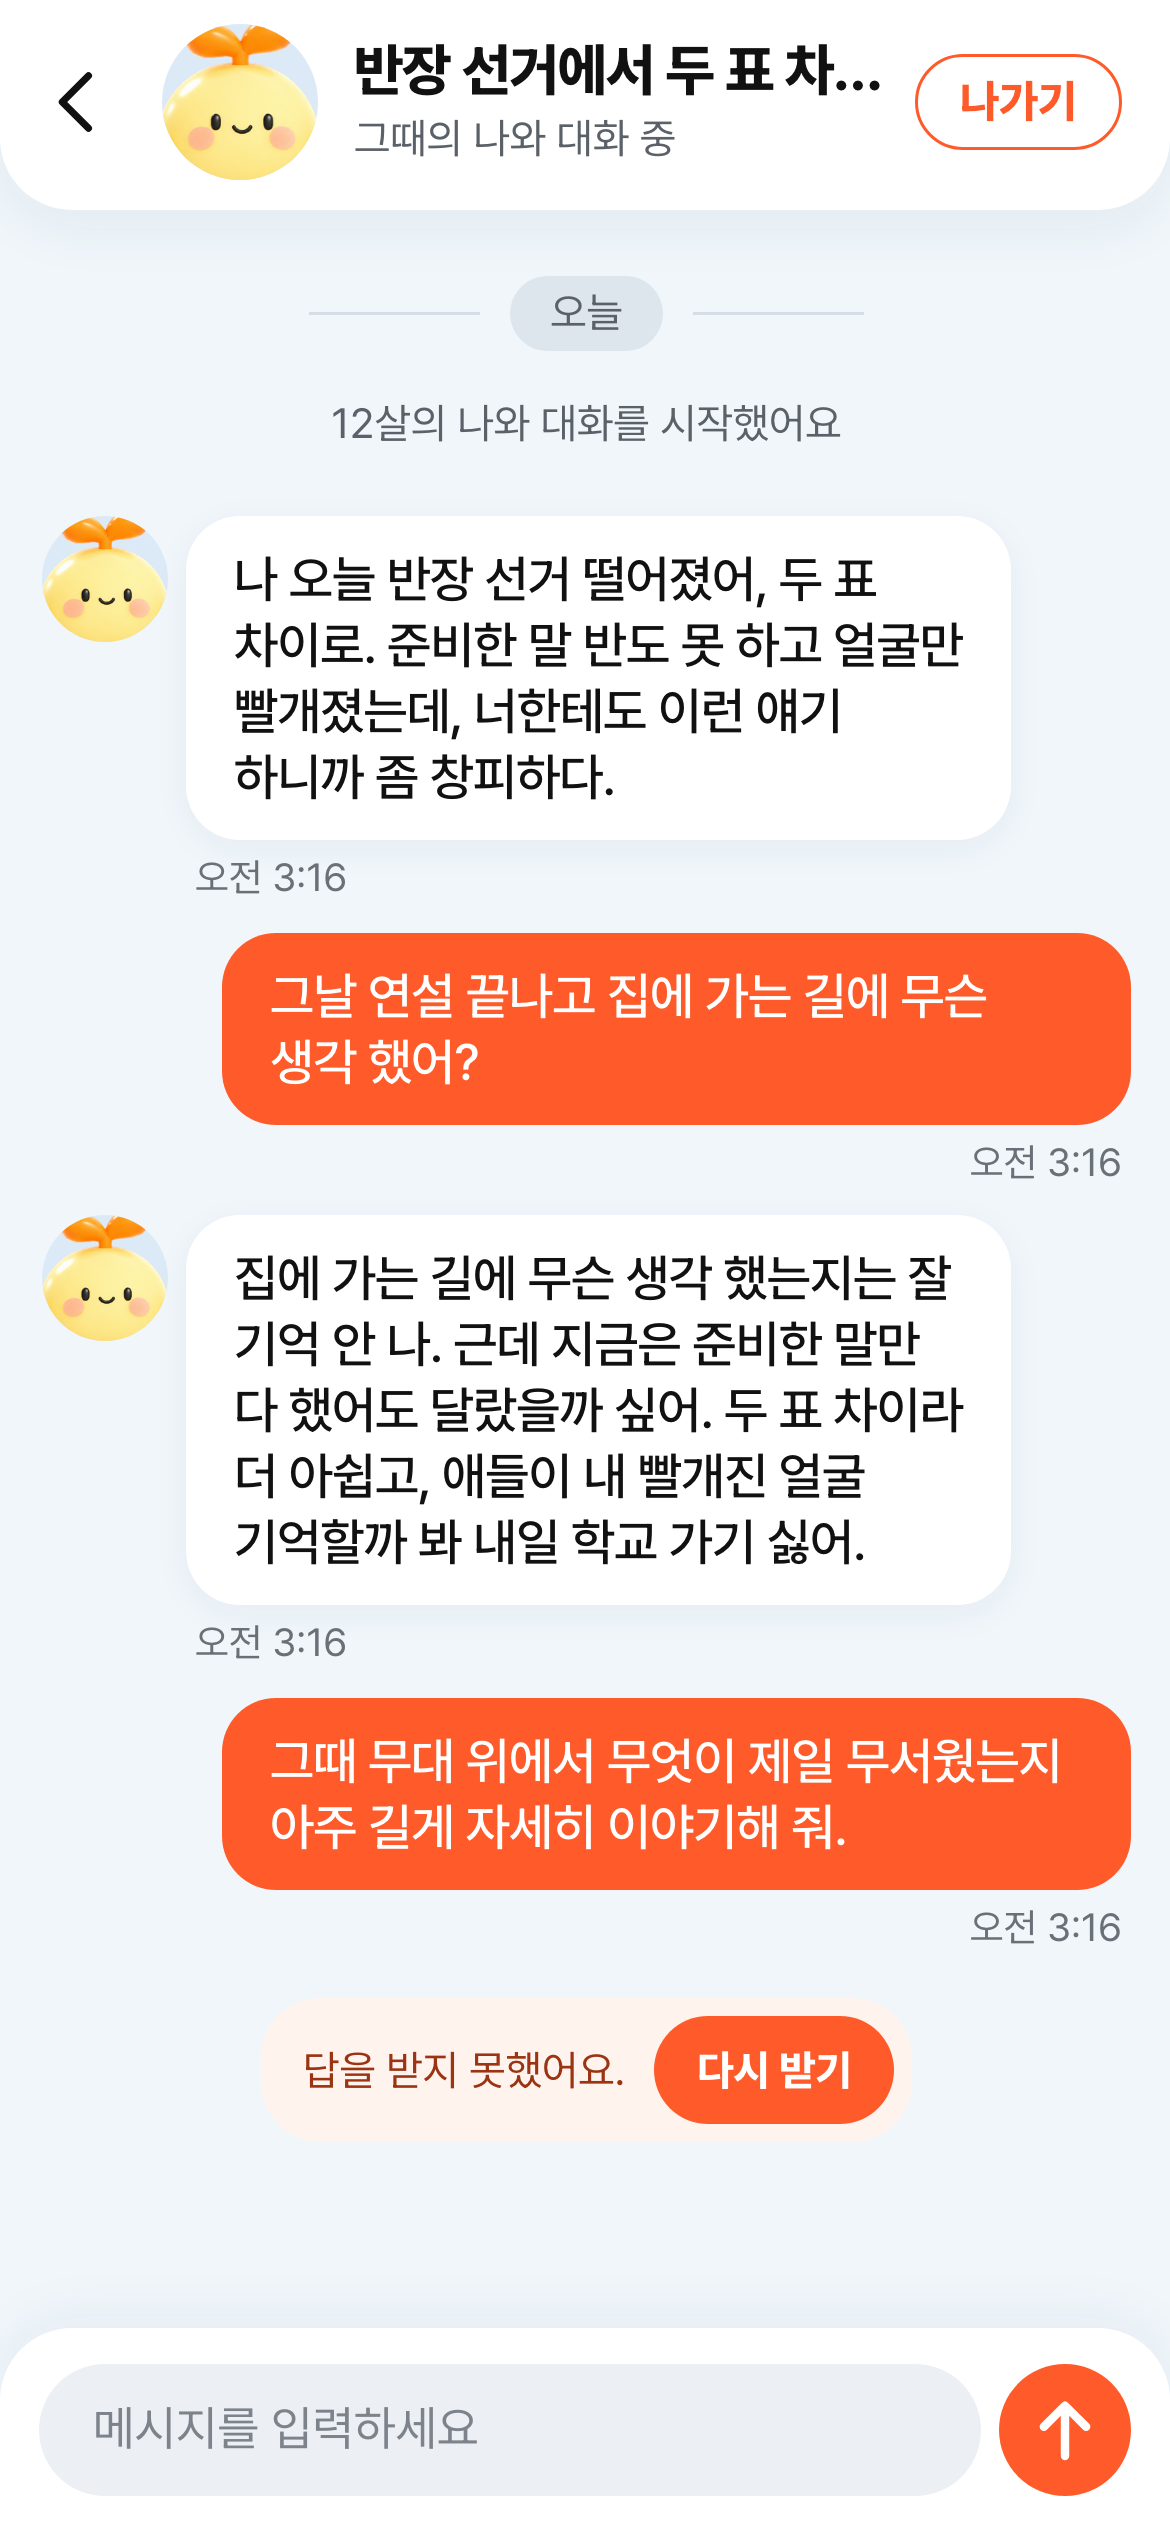 반장 선거에서 두 표 차...
그때의 나와 대화 중
나가기
오늘
12살의 나와 대화를 시작했어요
나 오늘 반장 선거 떨어졌어, 두 표
차이로. 준비한 말 반도 못 하고 얼굴만
빨개졌는데, 너한테도 이런 얘기
하니까 좀 창피하다.
오전 3:16
그날 연설 끝나고 집에 가는 길에 무슨
생각 했어?
오전 3:16
집에 가는 길에 무슨 생각 했는지는 잘
기억 안 나. 근데 지금은 준비한 말만
다 했어도 달랐을까 싶어. 두 표 차이라
더 아쉽고, 애들이 내 빨개진 얼굴
기억할까 봐 내일 학교 가기 싫어.
오전 3:16
그때 무대 위에서 무엇이 제일 무서웠는지
아주 길게 자세히 이야기해 줘.
오전 3:16
답을 받지 못했어요.
다시 받기
메시지를 입력하세요